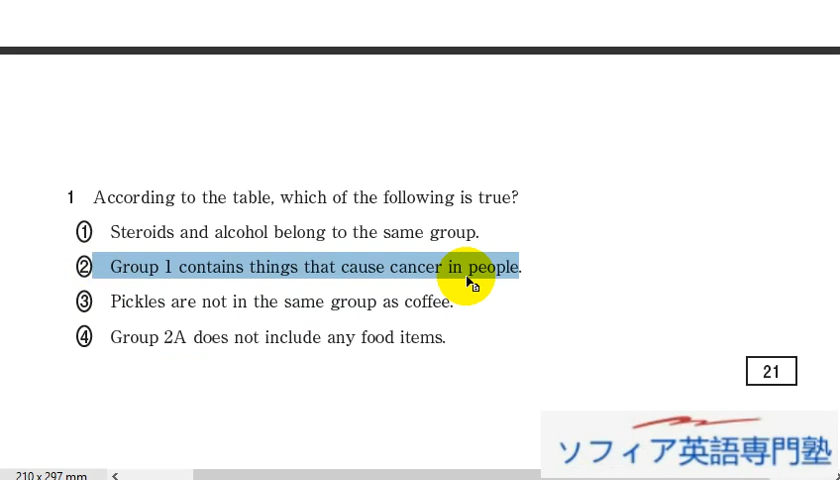 1 According to the table, which of the following is true?
① Steroids and alcohol belong to the same group.
② Group 1 contains things that cause cancer in people.
③ Pickles are not in the same group as coffee.
④ Group 2A does not include any food items.
21
ソフィア英語専門塾
210 x 297 mm